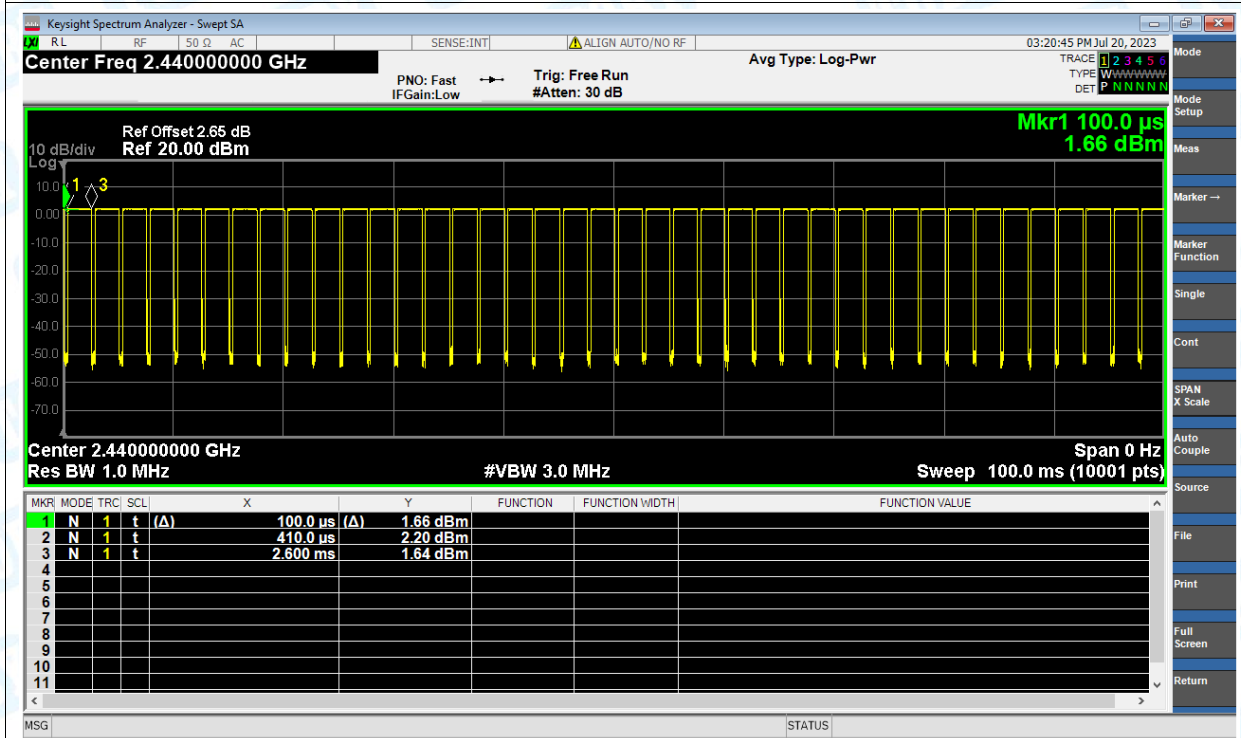 Keysight Spectrum Analyzer - Swept SA
LXI RL RF 50 Ω AC SENSE:INT ALIGN AUTO/NO RF 03:20:45 PM Jul 20, 2023
Center Freq 2.440000000 GHz
PNO: Fast
IFGain:Low
Trig: Free Run
#Atten: 30 dB
Avg Type: Log-Pwr
TRACE 1 2 3 4 5 6
TYPE WWWWWW
DET P N N N N N
Ref Offset 2.65 dB
10 dB/div Ref 20.00 dBm
Log
Mkr1 100.0 µs
1.66 dBm
1 3
10.0
0.00
-10.0
-20.0
-30.0
-40.0
-50.0
-60.0
-70.0
Center 2.440000000 GHz Span 0 Hz
Res BW 1.0 MHz #VBW 3.0 MHz Sweep 100.0 ms (10001 pts)
MKR MODE TRC SCL X Y FUNCTION FUNCTION WIDTH FUNCTION VALUE
1 N 1 t (Δ) 100.0 µs (Δ) 1.66 dBm
2 N 1 t 410.0 µs 2.20 dBm
3 N 1 t 2.600 ms 1.64 dBm
4
5
6
7
8
9
10
11
MSG STATUS
Mode
Mode
Setup
Meas
Marker →
Marker
Function
Single
Cont
SPAN
X Scale
Auto
Couple
Source
File
Print
Full
Screen
Return